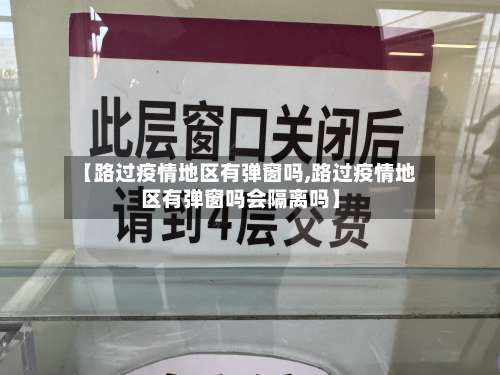 此层窗口关闭后
【路过疫情地区有弹窗吗,路过疫情地
区有弹窗吗会隔离吗】
请到4层交费